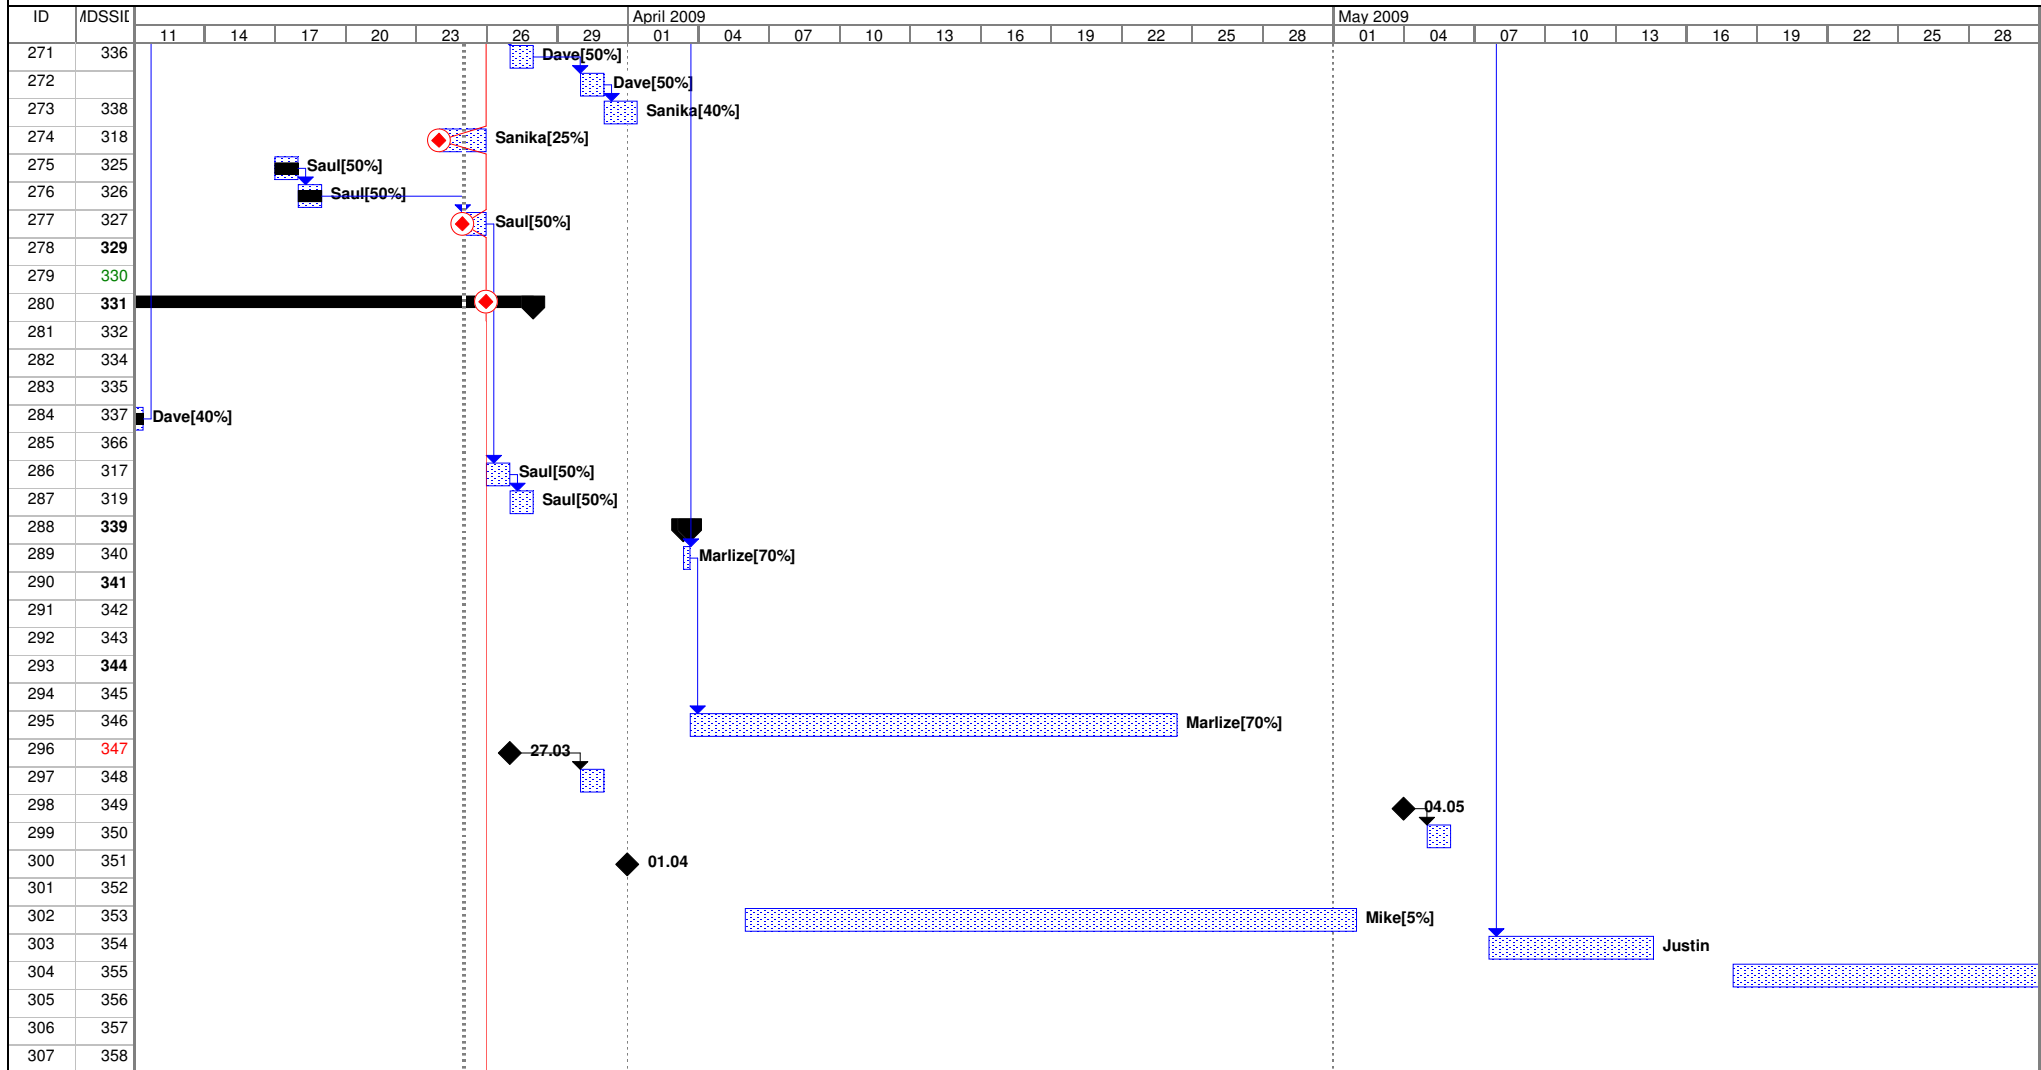 ID MDSSID April 2009 May 2009
11 14 17 20 23 26 29 01 04 07 10 13 16 19 22 25 28 01 04 07 10 13 16 19 22 25 28
271 336 Dave[50%]
272 Dave[50%]
273 338 Sanika[40%]
274 318 Sanika[25%]
275 325 Saul[50%]
276 326 Saul[50%]
277 327 Saul[50%]
278 329
279 330
280 331
281 332
282 334
283 335
284 337 Dave[40%]
285 366
286 317 Saul[50%]
287 319 Saul[50%]
288 339
289 340 Marlize[70%]
290 341
291 342
292 343
293 344
294 345
295 346 Marlize[70%]
296 347 27.03
297 348
298 349 04.05
299 350
300 351 01.04
301 352
302 353 Mike[5%]
303 354 Justin
304 355
305 356
306 357
307 358